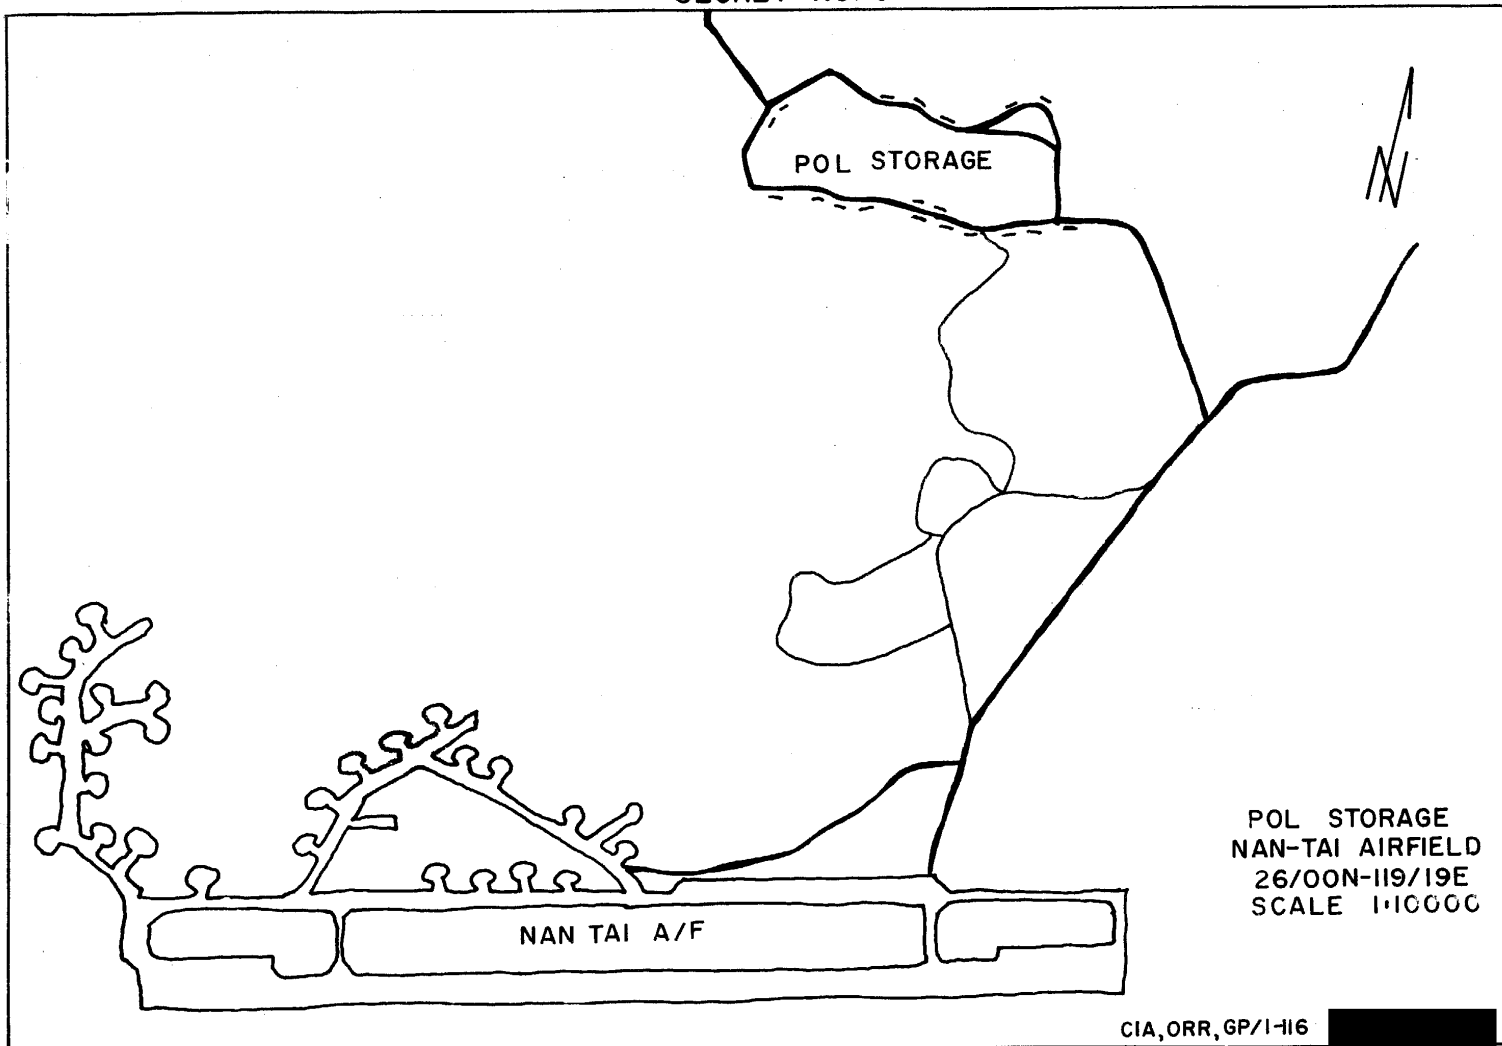 POL STORAGE
N
POL STORAGE
NAN-TAI AIRFIELD
26/00N-119/19E
SCALE 1:10000
NAN TAI A/F
CIA,ORR,GP/1-116